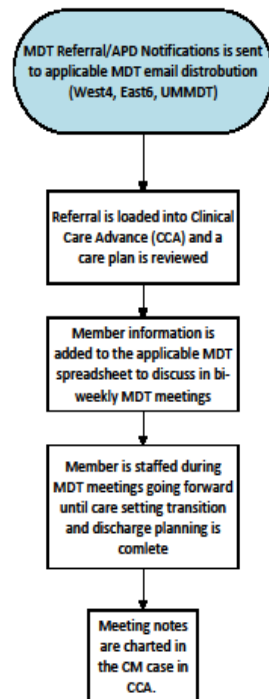 MDT Referral/APD Notifications is sent
to applicable MDT email distrobution
(West4, East6, UMMDT)
Referral is loaded into Clinical
Care Advance (CCA) and a
care plan is reviewed
Member information is
added to the applicable MDT
spreadsheet to discuss in bi-
weekly MDT meetings
Member is staffed during
MDT meetings going forward
until care setting transition
and discharge planning is
comlete
Meeting notes
are charted in
the CM case in
CCA.